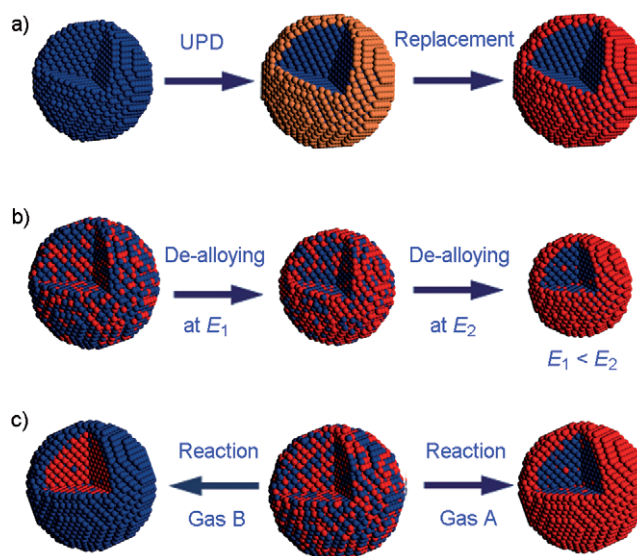 a)
UPD
Replacement
b)
De-alloying
at E1
De-alloying
at E2
E1 < E2
c)
Reaction
Gas B
Reaction
Gas A